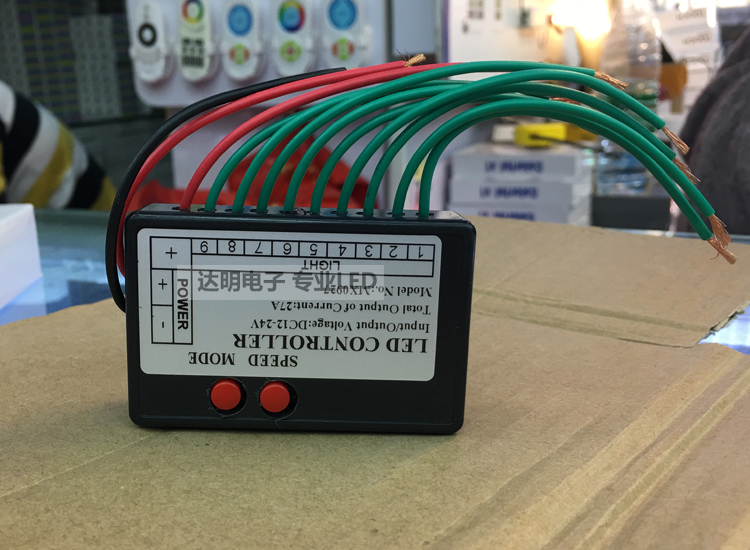 SPEED MODE
LED CONTROLLER
Input/Output Voltage:DC12-24V
Total Output of Current:27A
Model No.:
POWER
- +
LIGHT
1 2 3 4 5 6 7 8 9 +
达明电子 专业LED